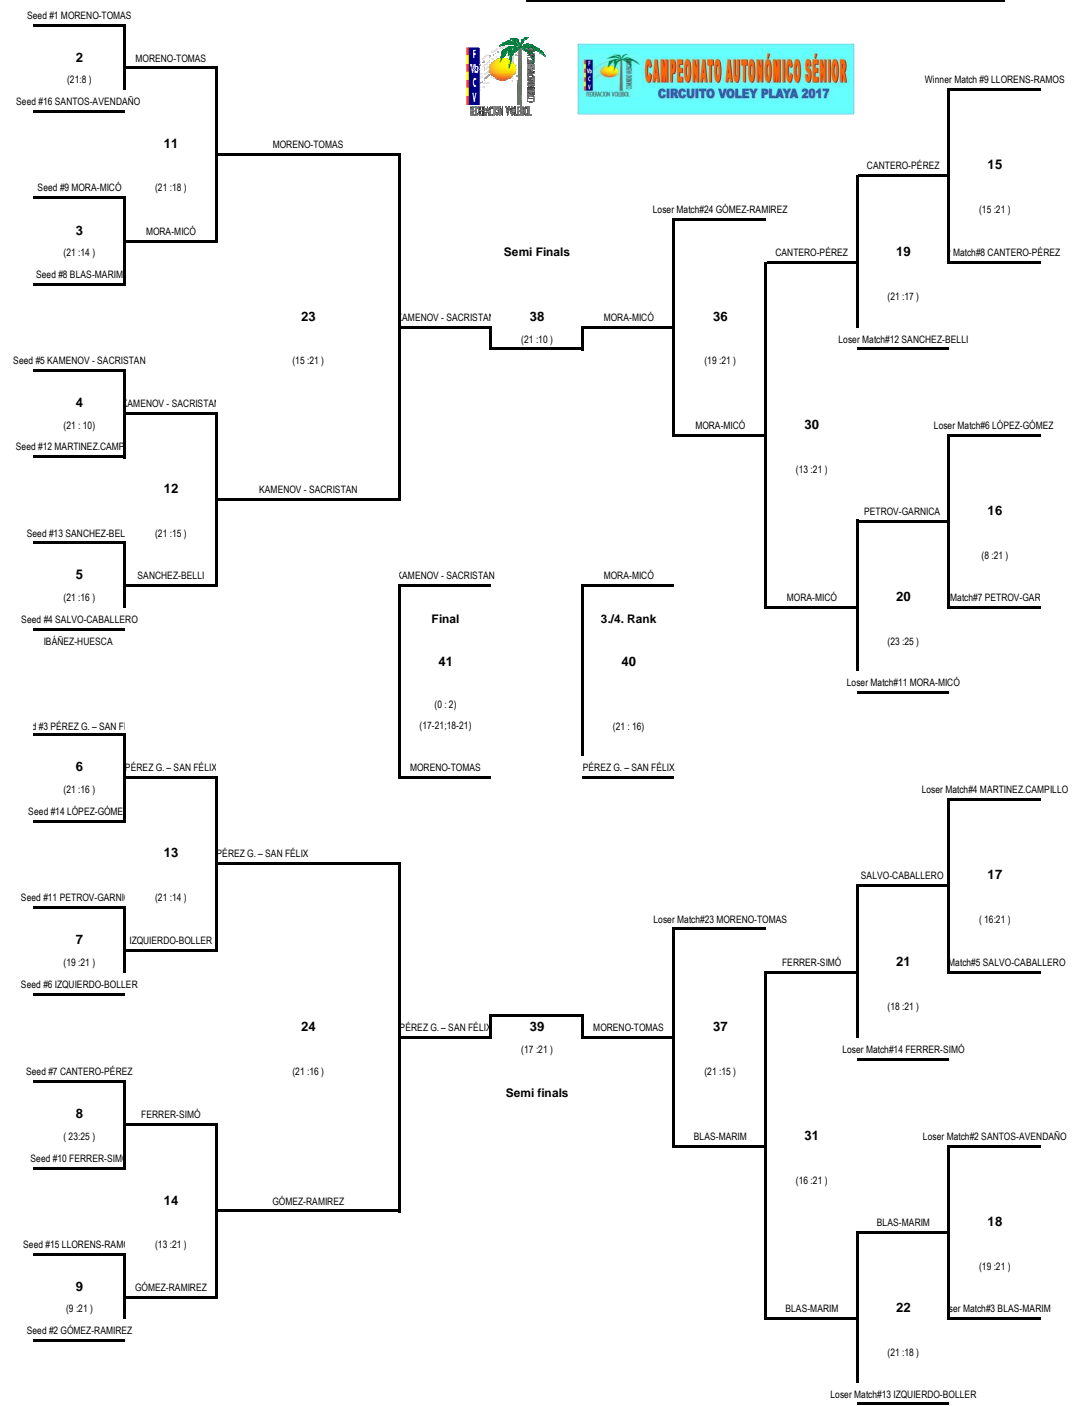 Seed #1 MORENO-TOMAS
2
MORENO-TOMAS
(21:8 )
Seed #16 SANTOS-AVENDAÑO
11
MORENO-TOMAS
Seed #9 MORA-MICÓ
(21 :18 )
3
MORA-MICÓ
(21 :14 )
Seed #8 BLAS-MARIM
23
(15 :21 )
Seed #5 KAMENOV - SACRISTAN
4
KAMENOV - SACRISTAN
(21 : 10)
Seed #12 MARTINEZ.CAMP
12
KAMENOV - SACRISTAN
Seed #13 SANCHEZ-BEL
(21 :15 )
5
SANCHEZ-BELLI
(21 :16 )
Seed #4 SALVO-CABALLERO
IBÁÑEZ-HUESCA
#3 PÉREZ G. – SAN F
6
PÉREZ G. – SAN FÉLIX
(21 :16 )
Seed #14 LÓPEZ-GÓME
13
PÉREZ G. – SAN FÉLIX
Seed #11 PETROV-GARNI
(21 :14 )
7
IZQUIERDO-BOLLER
(19 :21 )
Seed #6 IZQUIERDO-BOLLER
24
(21 :16 )
Seed #7 CANTERO-PÉREZ
8
FERRER-SIMÓ
( 23:25 )
Seed #10 FERRER-SIM
14
GÓMEZ-RAMIREZ
Seed #15 LLORENS-RAM
(13 :21 )
9
GÓMEZ-RAMIREZ
(9 :21 )
Seed #2 GÓMEZ-RAMIREZ
F
Vb
C
V
COMUNIDAD VALENCIANA
FEDERACION VOLEIBOL
CAMPEONATO AUTONÓMICO SÉNIOR
CIRCUITO VOLEY PLAYA 2017
FEDERACION VOLEIBOL
Semi Finals
KAMENOV - SACRISTAN
38
MORA-MICÓ
(21 :10 )
KAMENOV - SACRISTAN
Final
41
(0 : 2)
(17-21;18-21)
MORENO-TOMAS
MORA-MICÓ
3./4. Rank
40
(21 : 16)
PÉREZ G. – SAN FÉLIX
PÉREZ G. – SAN FÉLIX
39
MORENO-TOMAS
(17 :21 )
Semi finals
Winner Match #9 LLORENS-RAMOS
15
CANTERO-PÉREZ
(15 :21 )
Match#8 CANTERO-PÉREZ
Loser Match#24 GÓMEZ-RAMIREZ
CANTERO-PÉREZ
19
(21 :17 )
Loser Match#12 SANCHEZ-BELLI
36
(19 :21 )
MORA-MICÓ
30
(13 :21 )
Loser Match#6 LÓPEZ-GÓMEZ
16
PETROV-GARNICA
(8 :21 )
Match#7 PETROV-GAR
MORA-MICÓ
20
(23 :25 )
Loser Match#11 MORA-MICÓ
Loser Match#4 MARTINEZ.CAMPILLO
17
SALVO-CABALLERO
( 16:21 )
Match#5 SALVO-CABALLERO
Loser Match#23 MORENO-TOMAS
FERRER-SIMÓ
21
(18 :21 )
Loser Match#14 FERRER-SIMÓ
37
(21 :15 )
BLAS-MARIM
31
(16 :21 )
Loser Match#2 SANTOS-AVENDAÑO
18
BLAS-MARIM
(19 :21 )
ser Match#3 BLAS-MARIM
BLAS-MARIM
22
(21 :18 )
Loser Match#13 IZQUIERDO-BOLLER